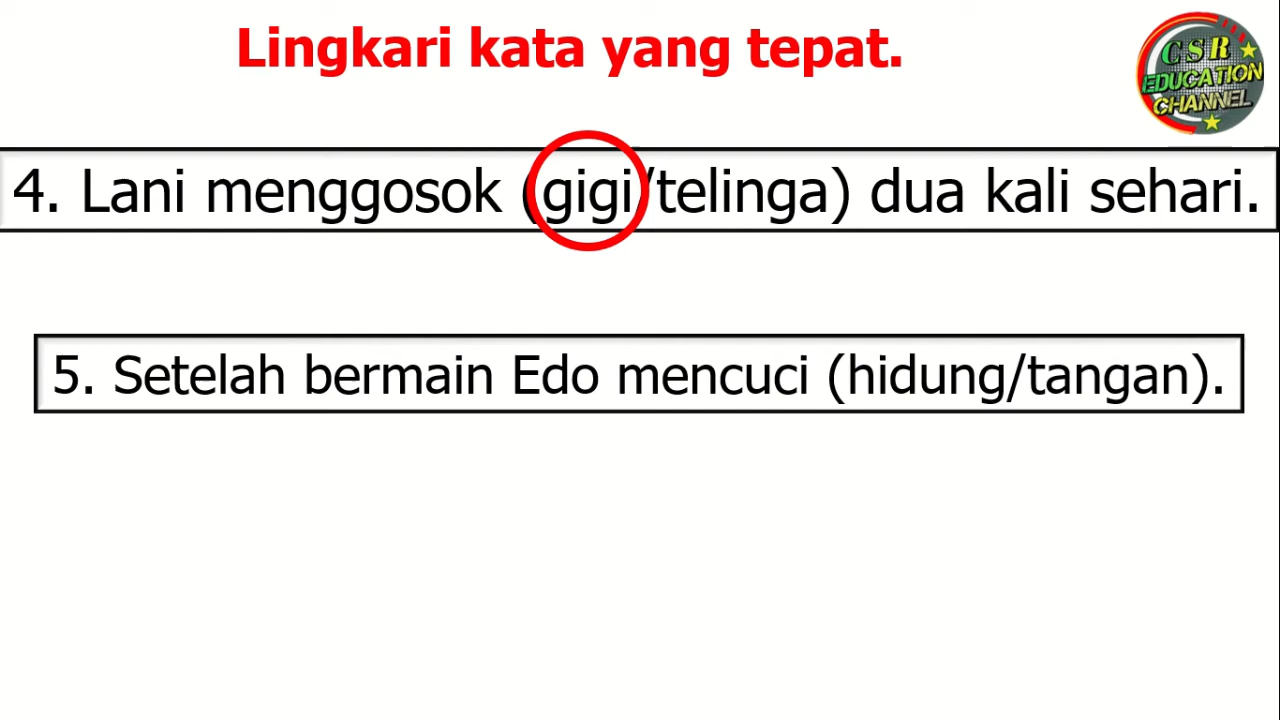 Lingkari kata yang tepat.
CSR
EDUCATION
CHANNEL
4. Lani menggosok (gigi/telinga) dua kali sehari.
5. Setelah bermain Edo mencuci (hidung/tangan).